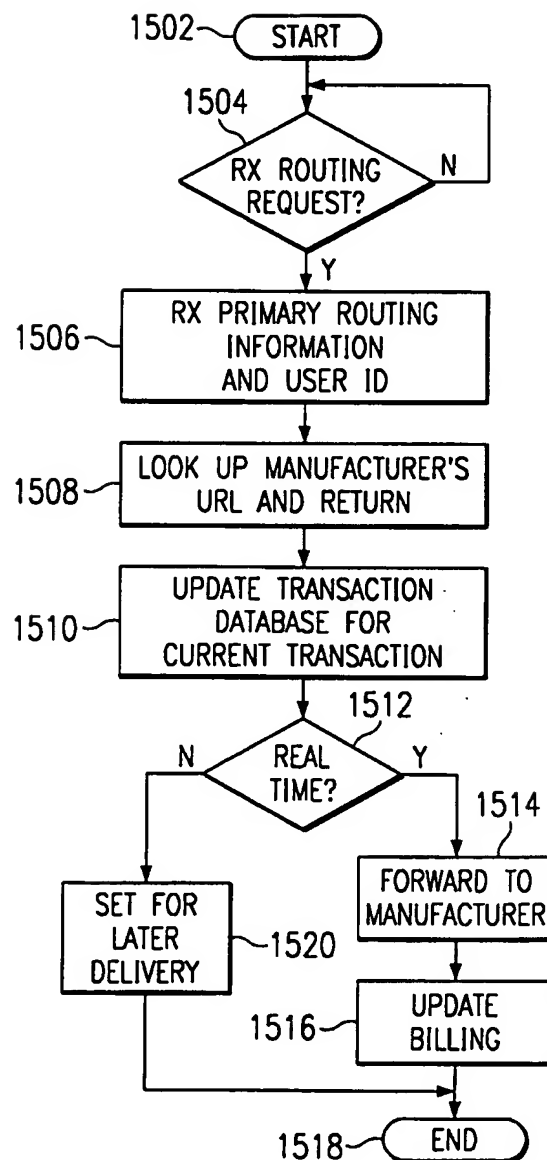 1502
START
1504
RX ROUTING
REQUEST?
N
Y
1506
RX PRIMARY ROUTING
INFORMATION
AND USER ID
1508
LOOK UP MANUFACTURER'S
URL AND RETURN
1510
UPDATE TRANSACTION
DATABASE FOR
CURRENT TRANSACTION
1512
N
REAL
TIME?
Y
1514
FORWARD TO
MANUFACTURER
SET FOR
LATER
DELIVERY
1520
1516
UPDATE
BILLING
1518
END